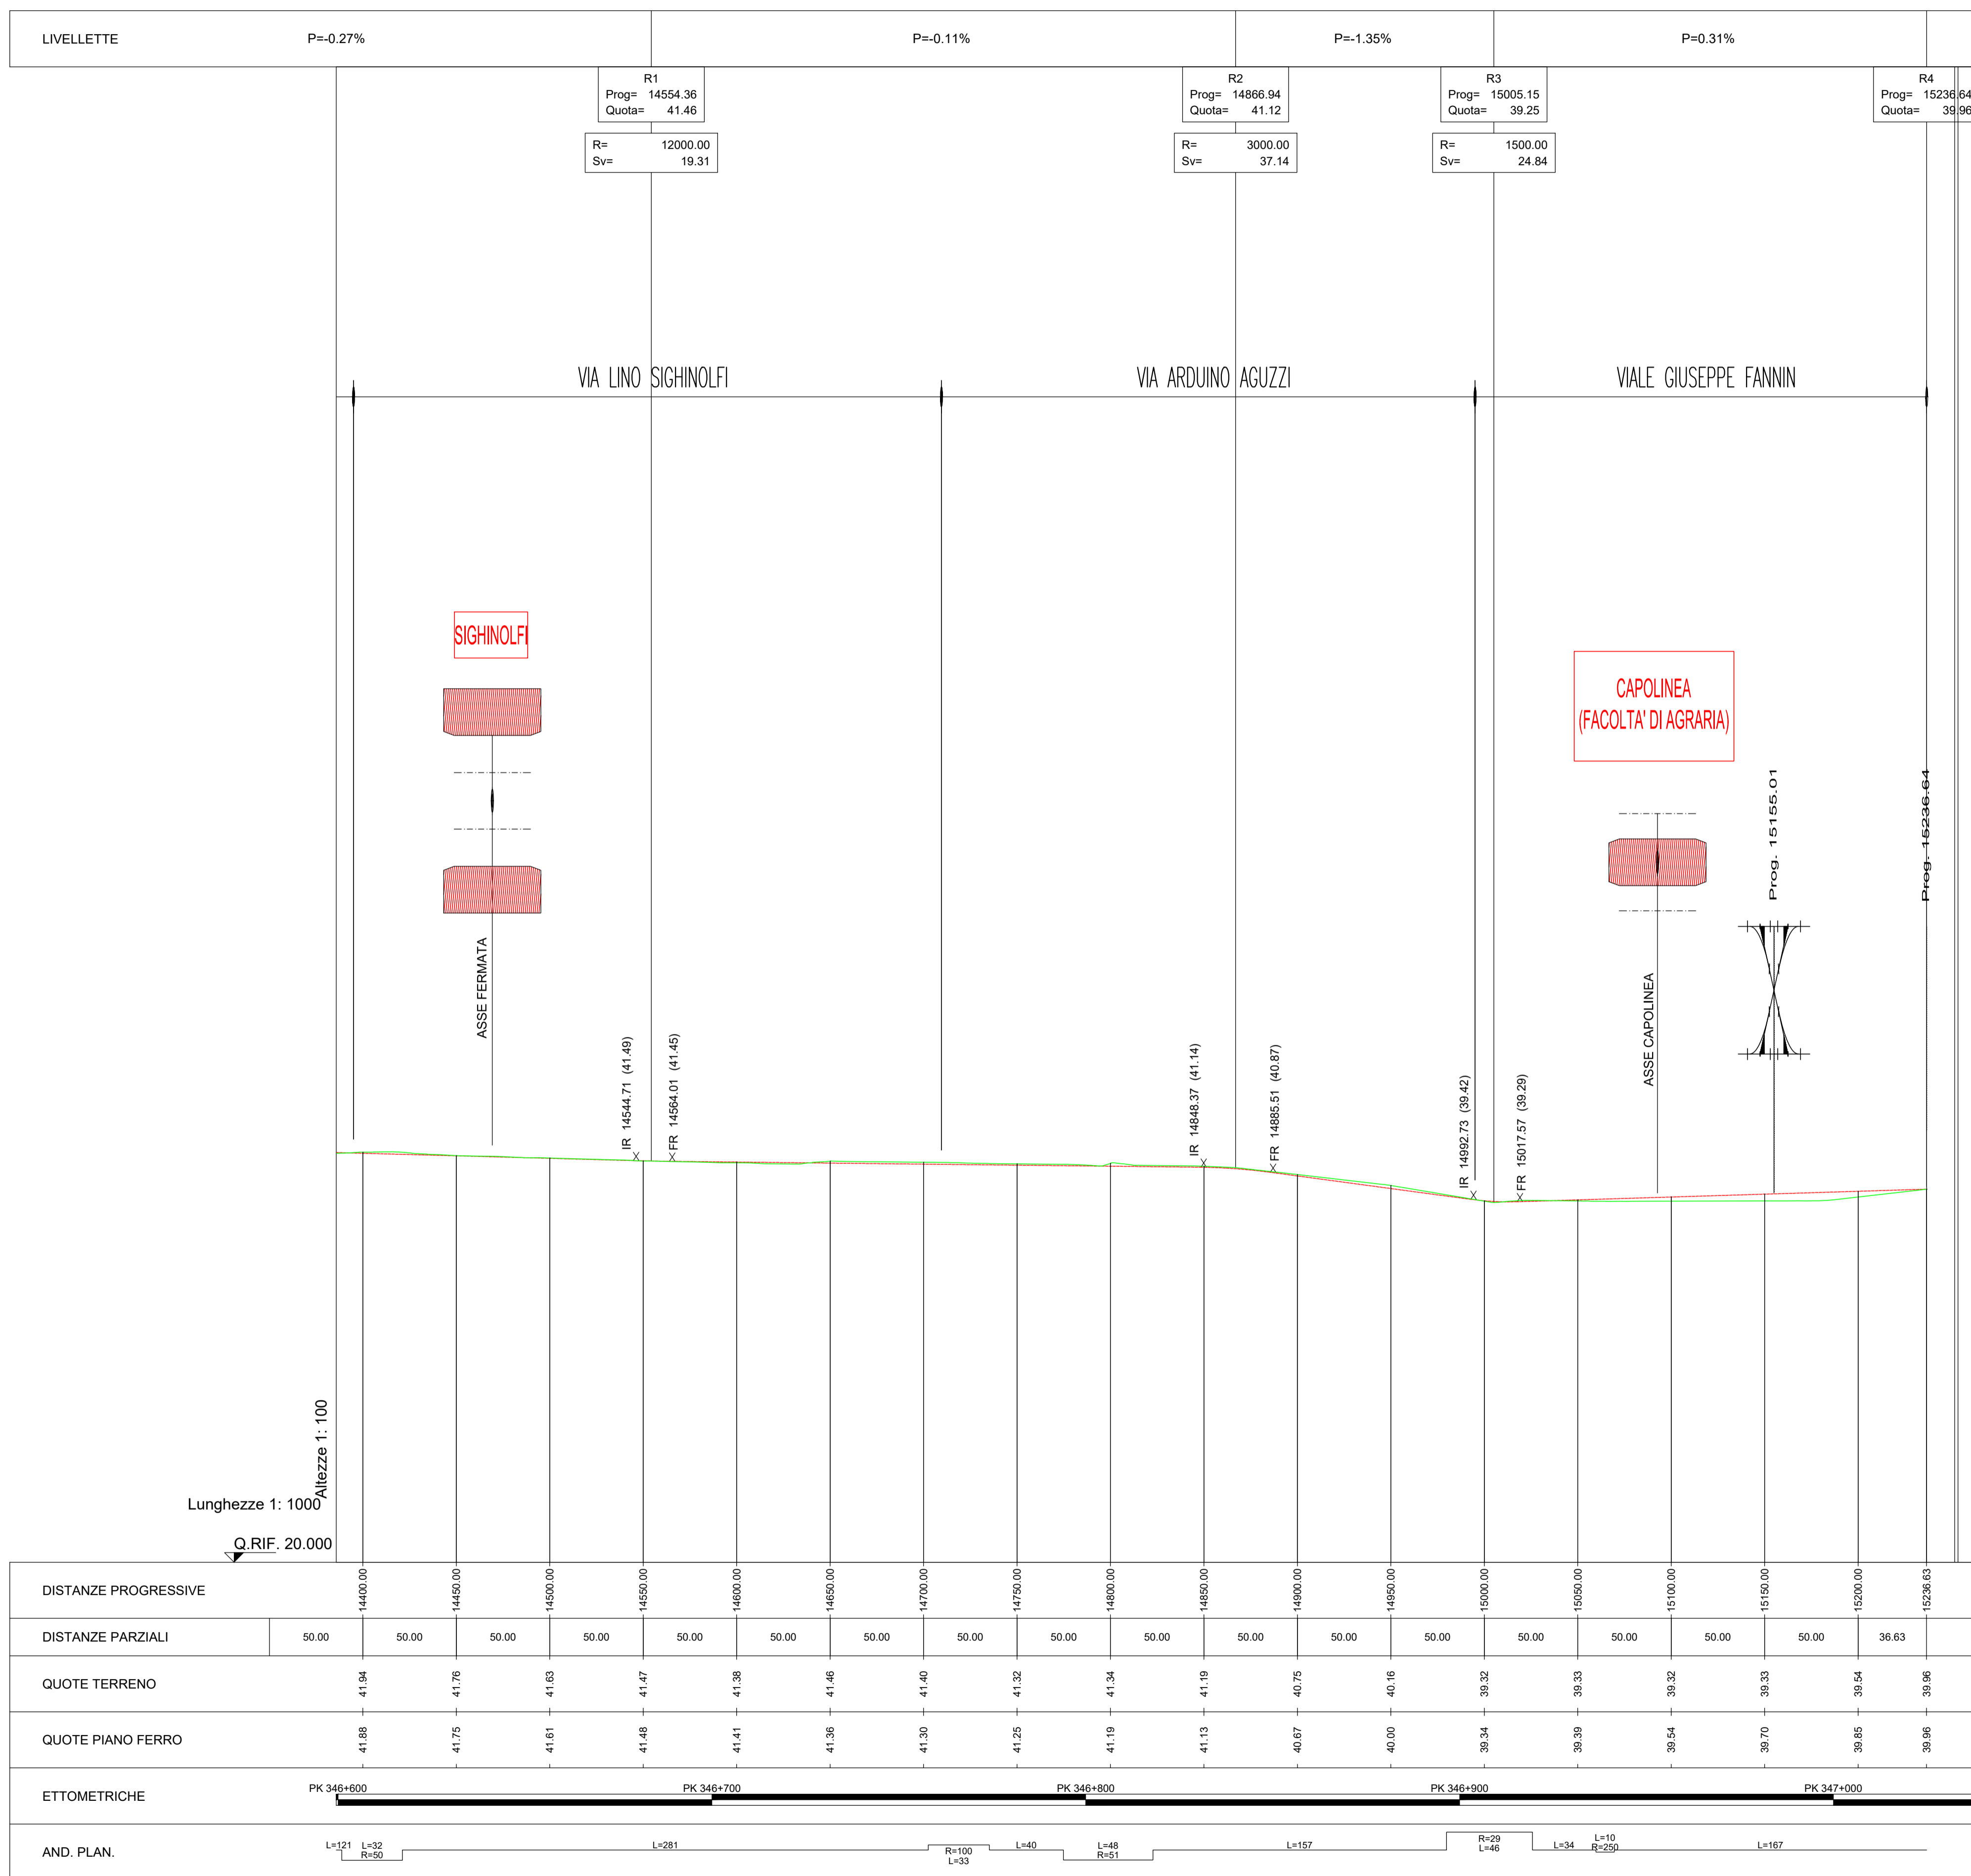 LIVELLETTE P=-0.27% P=-0.11% P=-1.35% P=0.31%
R1
Prog= 14554.36
Quota= 41.46
R= 12000.00
Sv= 19.31
R2
Prog= 14866.94
Quota= 41.12
R= 3000.00
Sv= 37.14
R3
Prog= 15005.15
Quota= 39.25
R= 1500.00
Sv= 24.84
R4
Prog= 15236.64
Quota= 39.96
VIA LINO SIGHINOLFI
VIA ARDUINO AGUZZI
VIALE GIUSEPPE FANNIN
SIGHINOLFI
CAPOLINEA
(FACOLTA' DI AGRARIA)
Prog. 15155.01
Prog. 15236.64
ASSE FERMATA
ASSE CAPOLINEA
IR 14544.71 (41.49)
FR 14564.01 (41.45)
IR 14848.37 (41.14)
FR 14885.51 (40.87)
IR 14992.73 (39.42)
FR 15017.57 (39.29)
Altezze 1: 100
Lunghezze 1: 1000
Q.RIF. 20.000
DISTANZE PROGRESSIVE 14400.00 14450.00 14500.00 14550.00 14600.00 14650.00 14700.00 14750.00 14800.00 14850.00 14900.00 14950.00 15000.00 15050.00 15100.00 15150.00 15200.00 15236.63
DISTANZE PARZIALI 50.00 50.00 50.00 50.00 50.00 50.00 50.00 50.00 50.00 50.00 50.00 50.00 50.00 50.00 50.00 50.00 50.00 36.63
QUOTE TERRENO 41.94 41.76 41.63 41.47 41.38 41.46 41.40 41.32 41.34 41.19 40.75 40.16 39.32 39.33 39.32 39.33 39.54 39.96
QUOTE PIANO FERRO 41.88 41.75 41.61 41.48 41.41 41.36 41.30 41.25 41.19 41.13 40.67 40.00 39.34 39.39 39.54 39.70 39.85 39.96
ETTOMETRICHE PK 346+600 PK 346+700 PK 346+800 PK 346+900 PK 347+000
AND. PLAN.
L=121
L=32
R=50
L=281
R=100
L=33
L=40
L=48
R=51
L=157
R=29
L=46
L=34
L=10
R=250
L=167